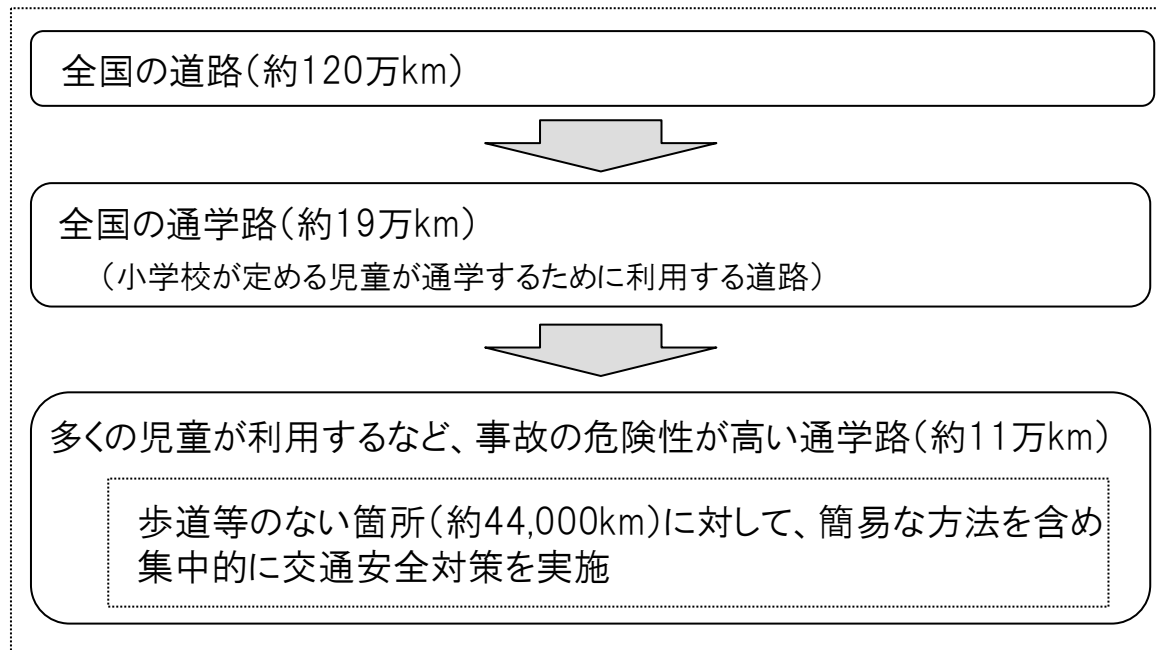 全国の道路（約120万km）
全国の通学路（約19万km）
（小学校が定める児童が通学するために利用する道路）
多くの児童が利用するなど、事故の危険性が高い通学路（約11万km）
歩道等のない箇所（約44,000km）に対して、簡易な方法を含め
集中的に交通安全対策を実施